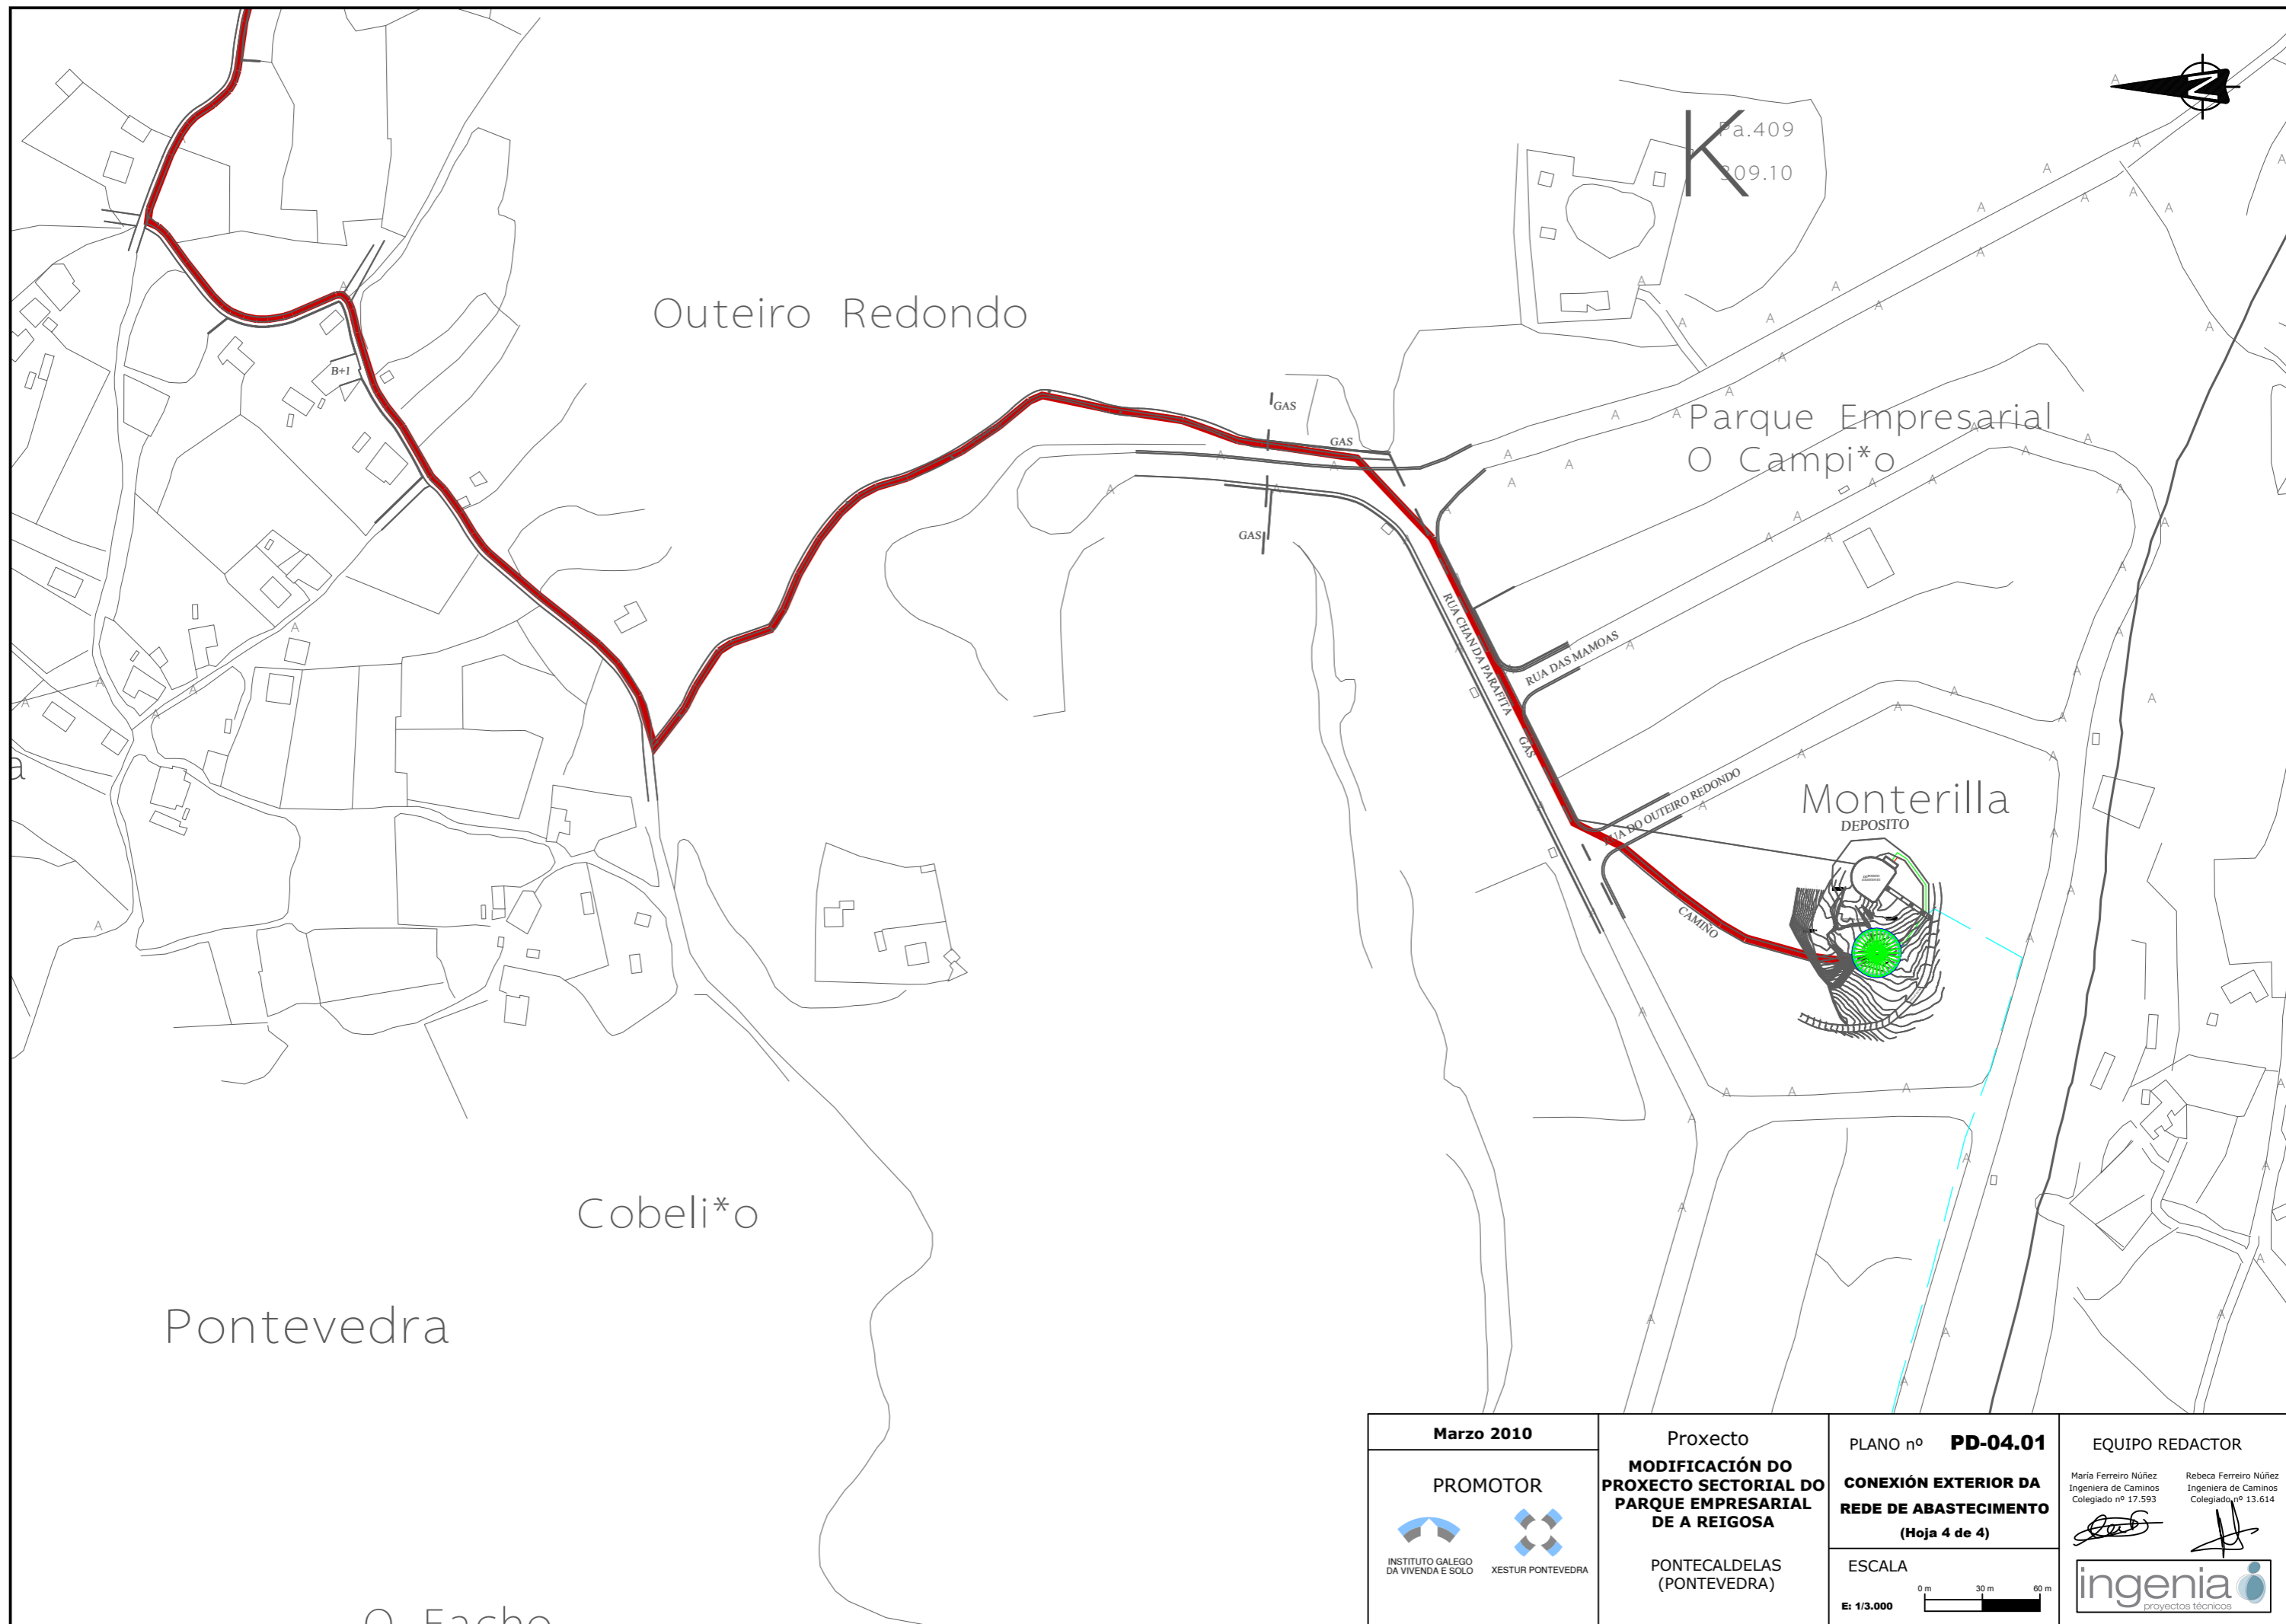 N
K
Pa.409
309.10
Outeiro Redondo
B+1
GAS
GAS
GAS
Parque Empresarial
O Campi*o
RUA CHAN DA PARAFITA
RUA DAS MAMOAS
GAS
RUA DO OUTEIRO REDONDO
Monterilla
DEPOSITO
CAMIÑO
a
Cobeli*o
Pontevedra
O Facho
Marzo 2010
PROMOTOR
INSTITUTO GALEGO
DA VIVENDA E SOLO
XESTUR PONTEVEDRA
Proxecto
MODIFICACIÓN DO
PROXECTO SECTORIAL DO
PARQUE EMPRESARIAL
DE A REIGOSA
PONTECALDELAS
(PONTEVEDRA)
PLANO nº PD-04.01
CONEXIÓN EXTERIOR DA
REDE DE ABASTECIMENTO
(Hoja 4 de 4)
ESCALA
E: 1/3.000
0 m 30 m 60 m
EQUIPO REDACTOR
María Ferreiro Núñez
Ingeniera de Caminos
Colegiado nº 17.593
Rebeca Ferreiro Núñez
Ingeniera de Caminos
Colegiado nº 13.614
ingenia
proyectos técnicos